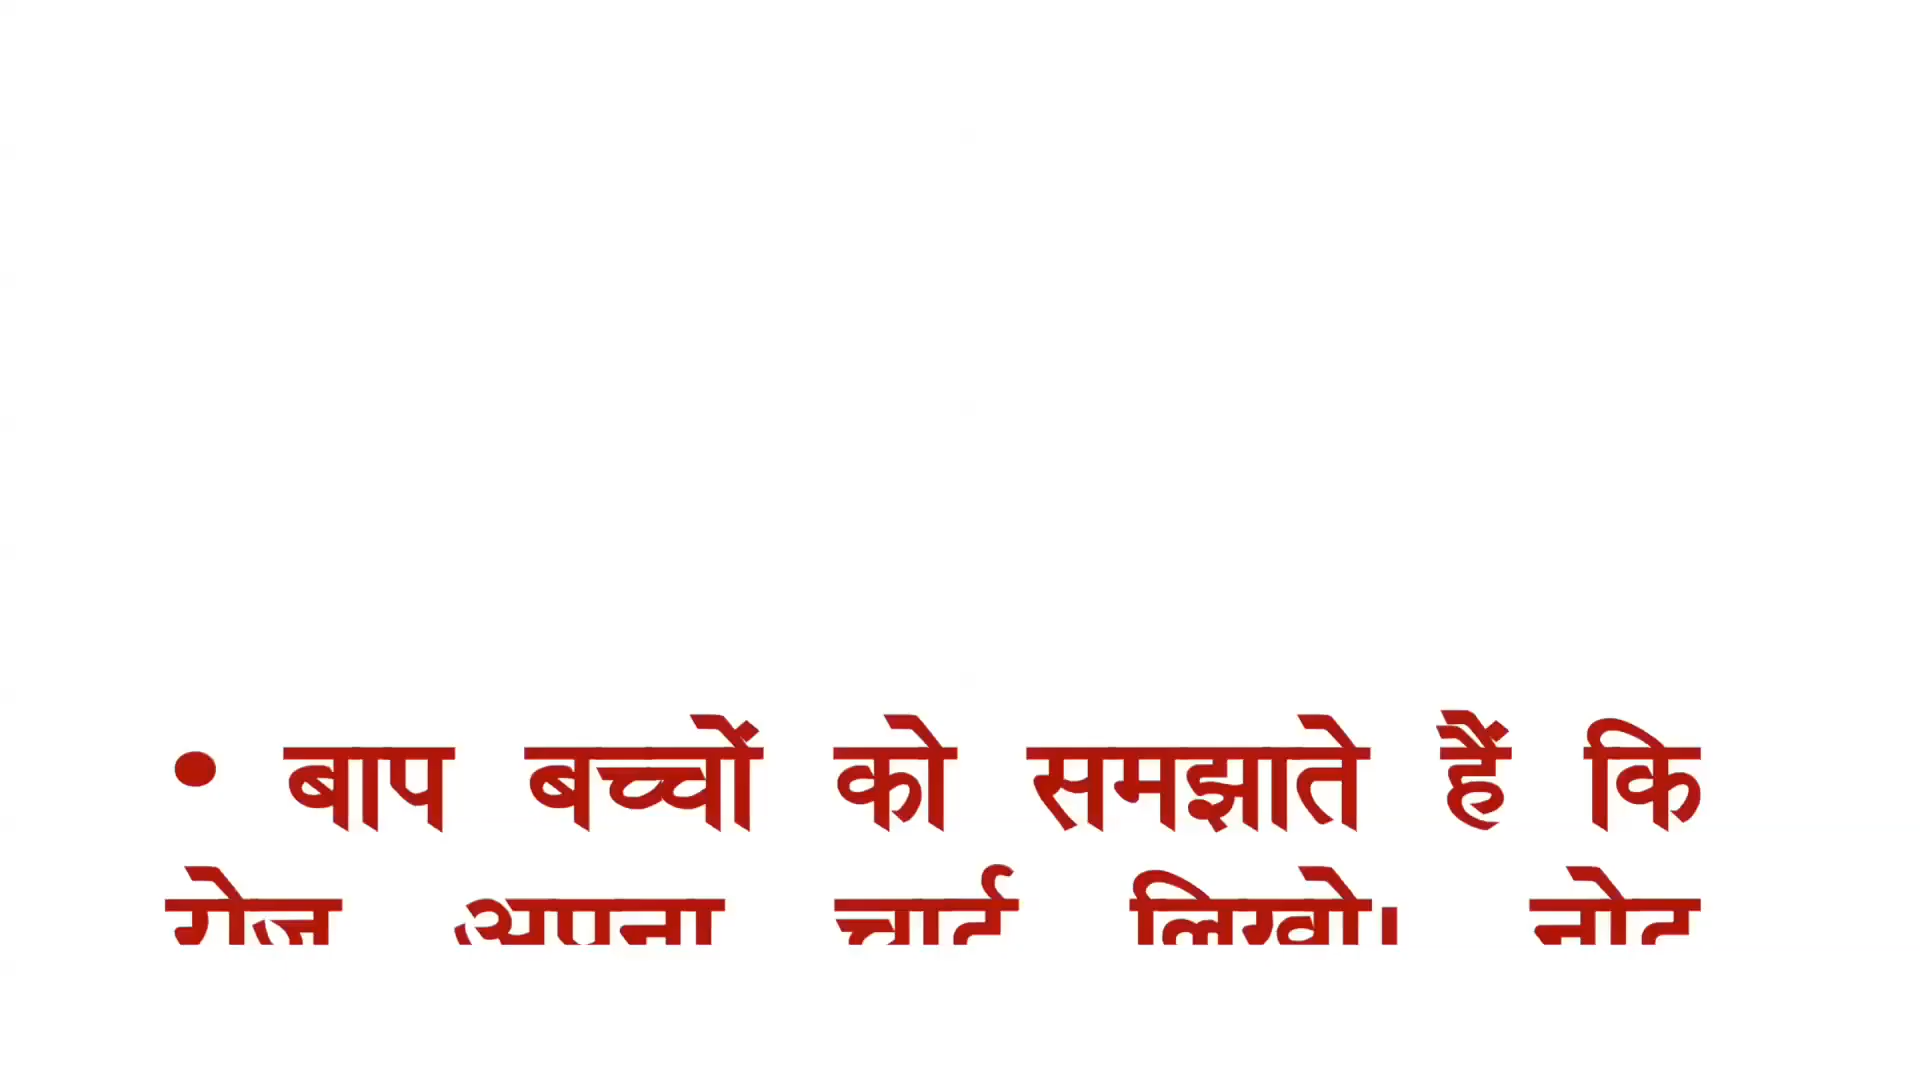 • बाप बच्चों को समझाते हैं कि
रोज अपना चार्ट लिखो। नोट